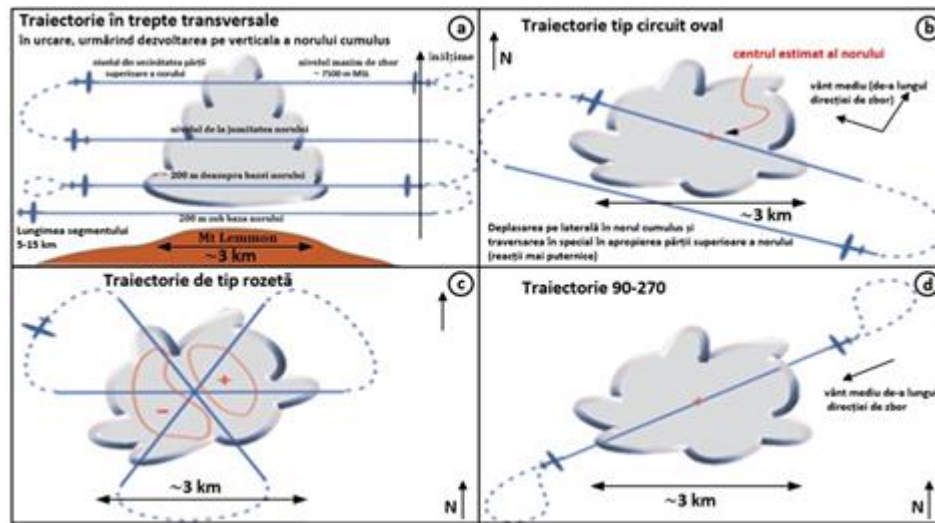 Traiectorie în trepte transversale
în urcare, urmărind dezvoltarea pe verticala a norului cumulus
a
nivelul din vecinătatea părții
superioare a norului
nivelul maxim de zbor
~ 7500 m MSL
înălțime
nivelul de la jumătatea norului
200 m deasupra bazei norului
200 m sub baza norului
Lungimea segmentului
5-15 km
Mt Lemmon
~3 km
Traiectorie tip circuit oval
b
N
centrul estimat al norului
vânt mediu (de-a lungul
direcției de zbor)
~3 km
Deplasarea pe laterală în norul cumulus și
traversarea în special în apropierea părții superioare a norului
(reacții mai puternice)
Traiectorie de tip rozetă
c
+
-
~3 km
N
Traiectorie 90-270
d
vânt mediu de-a lungul
direcției de zbor
~3 km
N